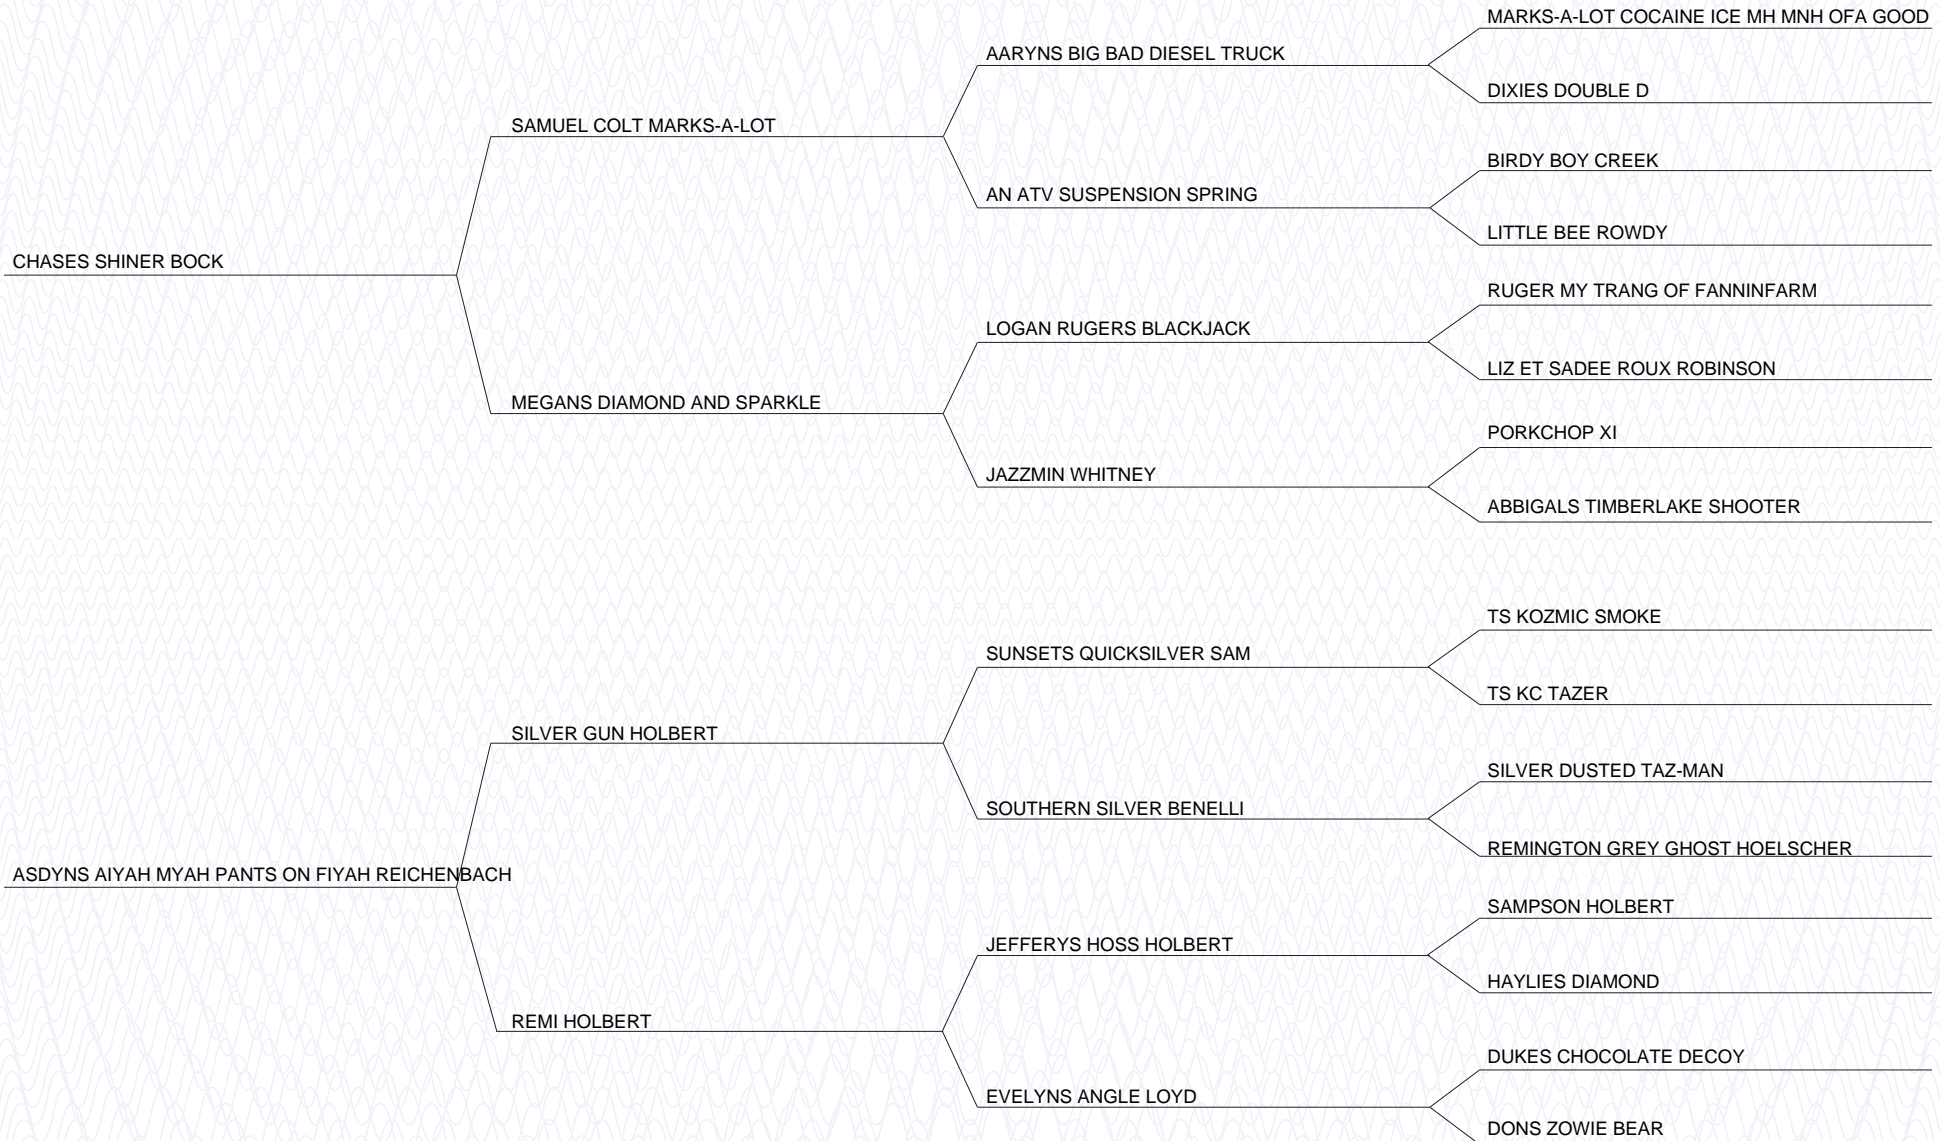 MARKS-A-LOT COCAINE ICE MH MNH OFA GOOD
AARYNS BIG BAD DIESEL TRUCK
DIXIES DOUBLE D
SAMUEL COLT MARKS-A-LOT
BIRDY BOY CREEK
AN ATV SUSPENSION SPRING
LITTLE BEE ROWDY
CHASES SHINER BOCK
RUGER MY TRANG OF FANNINFARM
LOGAN RUGERS BLACKJACK
LIZ ET SADEE ROUX ROBINSON
MEGANS DIAMOND AND SPARKLE
PORKCHOP XI
JAZZMIN WHITNEY
ABBIGALS TIMBERLAKE SHOOTER
TS KOZMIC SMOKE
SUNSETS QUICKSILVER SAM
TS KC TAZER
SILVER GUN HOLBERT
SILVER DUSTED TAZ-MAN
SOUTHERN SILVER BENELLI
REMINGTON GREY GHOST HOELSCHER
ASDYNS AIYAH MYAH PANTS ON FIYAH REICHENBACH
SAMPSON HOLBERT
JEFFERYS HOSS HOLBERT
HAYLIES DIAMOND
REMI HOLBERT
DUKES CHOCOLATE DECOY
EVELYNS ANGLE LOYD
DONS ZOWIE BEAR